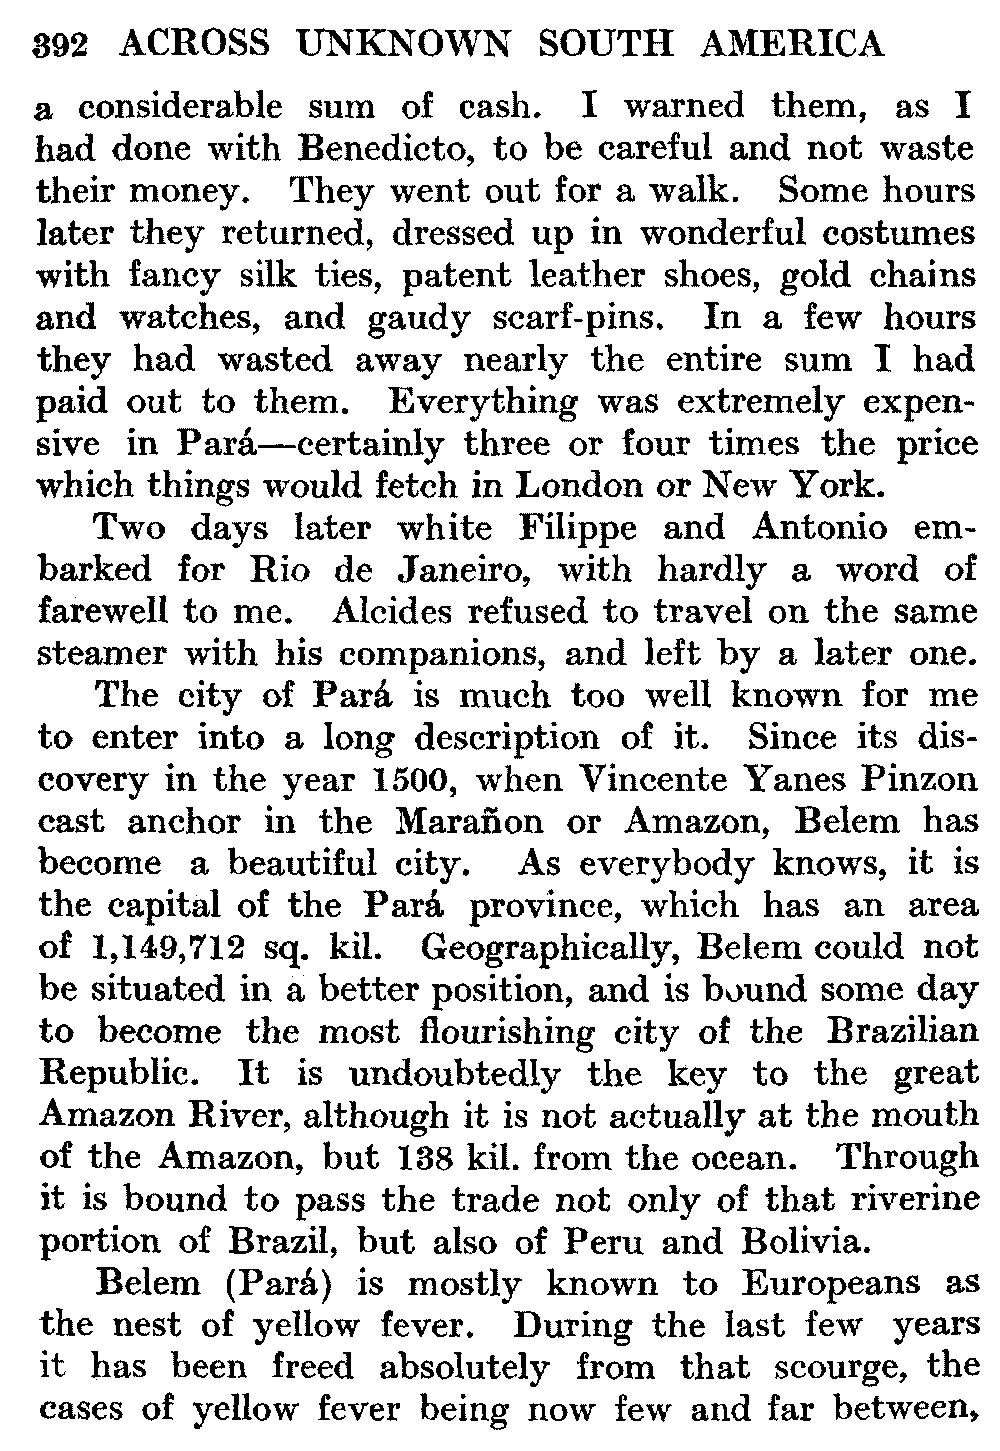 392 ACROSS UNKNOWN SOUTH AMERICA
a considerable sum of cash. I warned them, as I
had done with Benedicto, to be careful and not waste
their money. They went out for a walk. Some hours
later they returned, dressed up in wonderful costumes
with fancy silk ties, patent leather shoes, gold chains
and watches, and gaudy scarf-pins. In a few hours
they had wasted away nearly the entire sum I had
paid out to them. Everything was extremely expen-
sive in Pará—certainly three or four times the price
which things would fetch in London or New York.
Two days later white Filippe and Antonio em-
barked for Rio de Janeiro, with hardly a word of
farewell to me. Alcides refused to travel on the same
steamer with his companions, and left by a later one.
The city of Pará is much too well known for me
to enter into a long description of it. Since its dis-
covery in the year 1500, when Vincente Yanes Pinzon
cast anchor in the Marañon or Amazon, Belem has
become a beautiful city. As everybody knows, it is
the capital of the Pará province, which has an area
of 1,149,712 sq. kil. Geographically, Belem could not
be situated in a better position, and is bound some day
to become the most flourishing city of the Brazilian
Republic. It is undoubtedly the key to the great
Amazon River, although it is not actually at the mouth
of the Amazon, but 138 kil. from the ocean. Through
it is bound to pass the trade not only of that riverine
portion of Brazil, but also of Peru and Bolivia.
Belem (Pará) is mostly known to Europeans as
the nest of yellow fever. During the last few years
it has been freed absolutely from that scourge, the
cases of yellow fever being now few and far between,